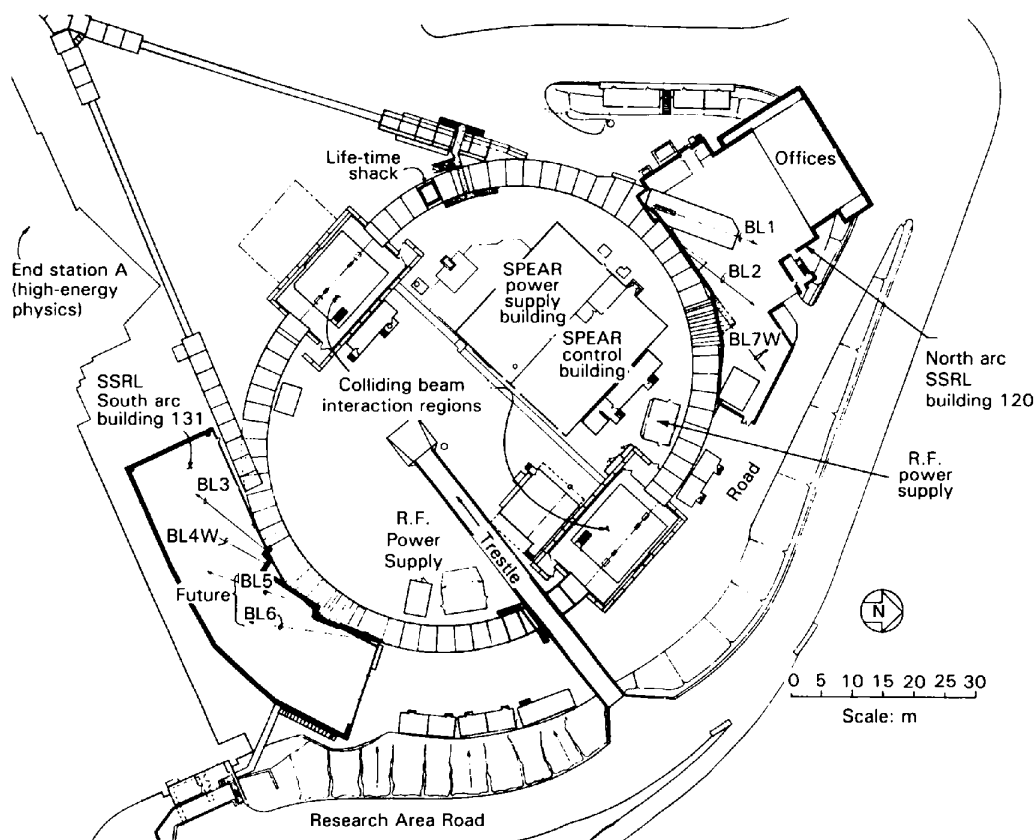 Offices
Life-time
shack
BL1
End station A
(high-energy
physics)
SPEAR
power
supply
building
BL2
SPEAR
control
building
BL7W
North arc
SSRL
building 120
SSRL
South arc
building 131
Colliding beam
interaction regions
R.F.
power
supply
Road
BL3
BL4W
R.F.
Power
Supply
Trestle
Future
BL5
BL6
N
0 5 10 15 20 25 30
Scale: m
Research Area Road